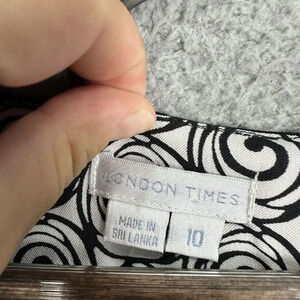 LONDON TIMES
MADE IN
SRI LANKA
10